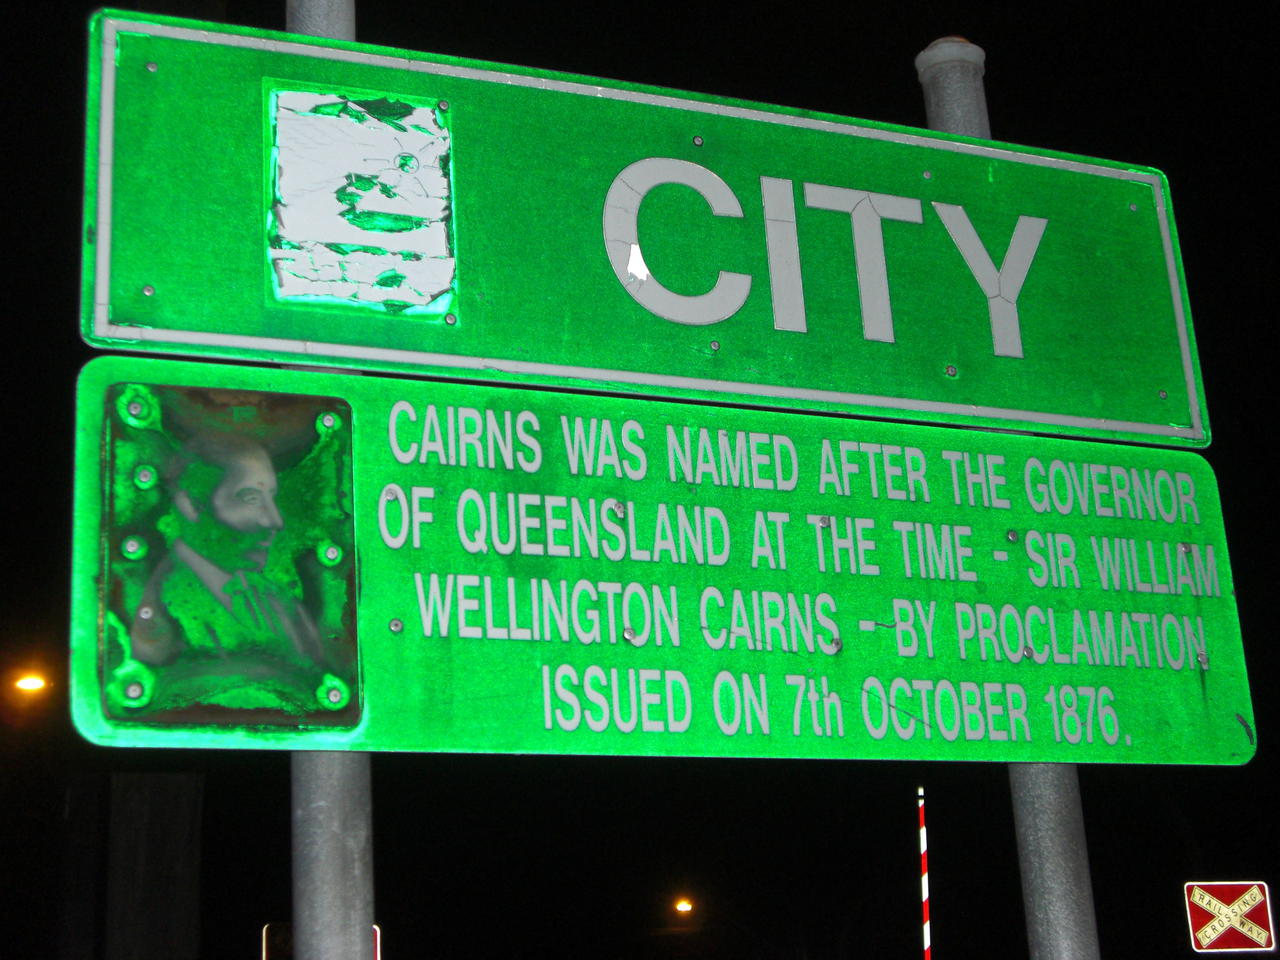 CITY
CAIRNS WAS NAMED AFTER THE GOVERNOR
OF QUEENSLAND AT THE TIME - SIR WILLIAM
WELLINGTON CAIRNS - BY PROCLAMATION
ISSUED ON 7th OCTOBER 1876.
RAILWAY
CROSSING